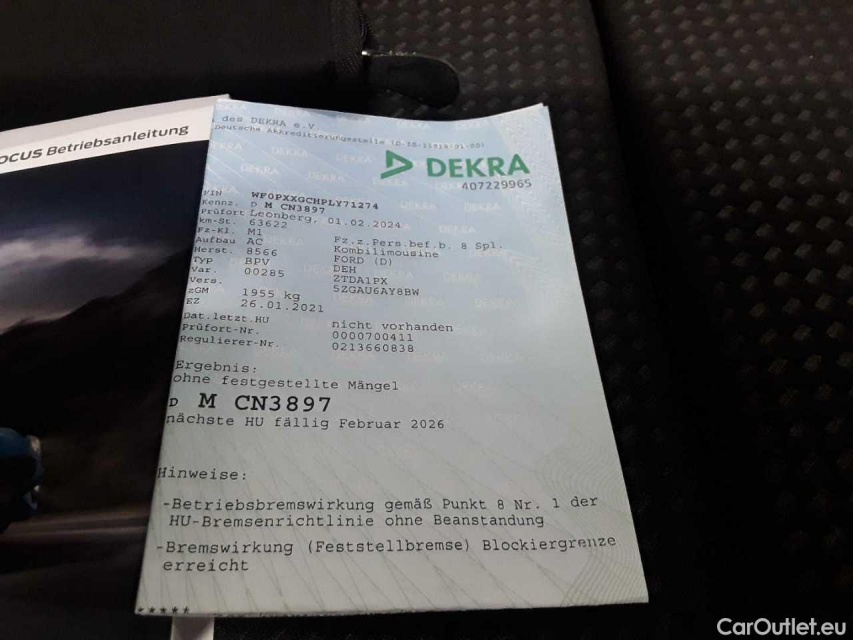 OCUS Betriebsanleitung
des DEKRA e.V.
Deutsche Akkreditierungsstelle
DEKRA
407229965
FIN WF0PXXGCHPLY71274
Kennz. D M CN3897
Prüfort Leonberg, 01.02.2024
km-St. 63622
Fz-Kl. M1 Fz.z.Pers.bef.b. 8 Spl.
Aufbau AC Kombilimousine
Herst. 8566 FORD (D)
Typ BPV DEH
Var. 00285 ZTDA1PX
Vers. 5ZGAU6AY8BW
zGM 1955 kg
EZ 26.01.2021
Dat.letzt.HU nicht vorhanden
Prüfort-Nr. 0000700411
Regulierer-Nr. 0213660838
Ergebnis:
ohne festgestellte Mängel
D M CN3897
nächste HU fällig Februar 2026
Hinweise:
-Betriebsbremswirkung gemäß Punkt 8 Nr. 1 der
HU-Bremsenrichtlinie ohne Beanstandung
-Bremswirkung (Feststellbremse) Blockiergrenze
erreicht
*****
CarOutlet.eu